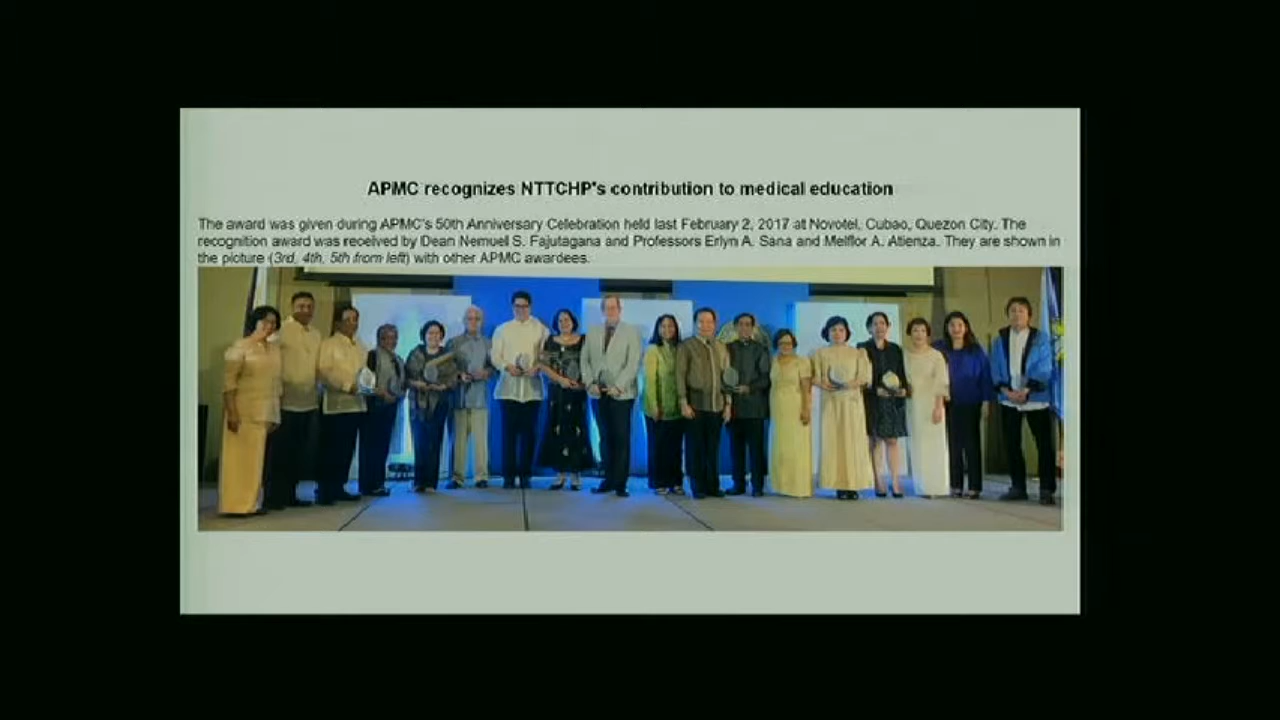 APMC recognizes NTTCHP's contribution to medical education
The award was given during APMC's 50th Anniversary Celebration held last February 2, 2017 at Novotel, Cubao, Quezon City. The
recognition award was received by Dean Nemuel S. Fajutagana and Professors Erlyn A. Sana and Melflor A. Atienza. They are shown in
the picture (3rd, 4th, 5th from left) with other APMC awardees.